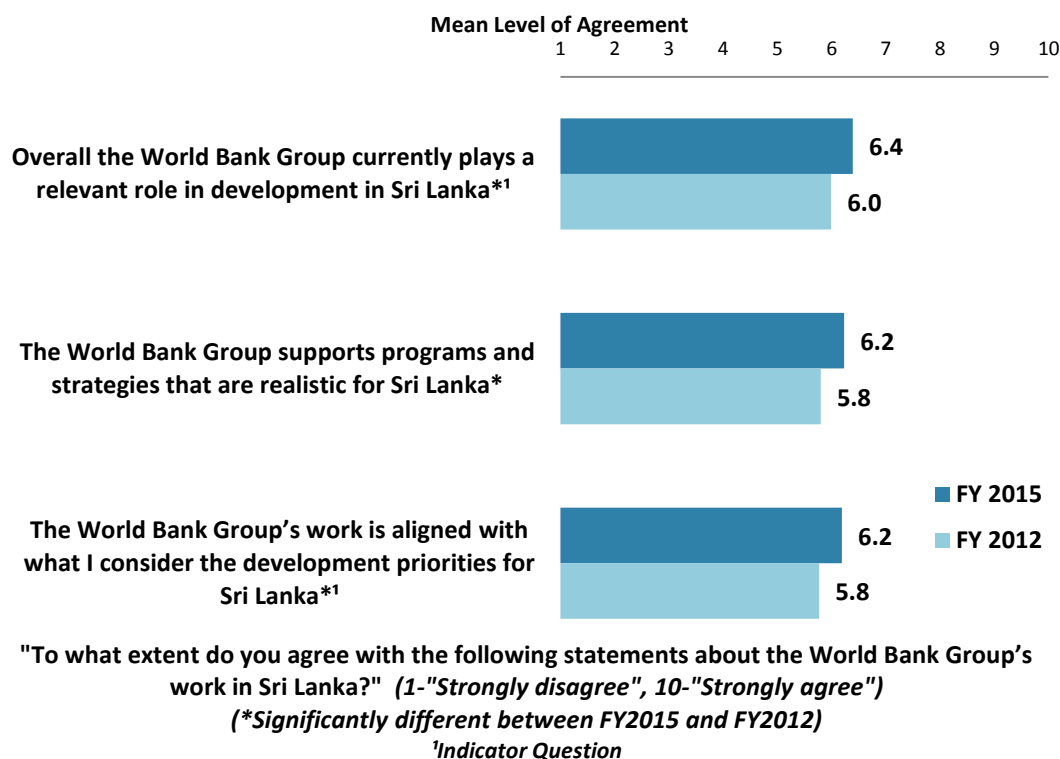 Mean Level of Agreement
1 2 3 4 5 6 7 8 9 10
Overall the World Bank Group currently plays a
relevant role in development in Sri Lanka*¹
6.4
6.0
The World Bank Group supports programs and
strategies that are realistic for Sri Lanka*
6.2
5.8
FY 2015
FY 2012
The World Bank Group’s work is aligned with
what I consider the development priorities for
Sri Lanka*¹
6.2
5.8
"To what extent do you agree with the following statements about the World Bank Group’s
work in Sri Lanka?" (1-"Strongly disagree", 10-"Strongly agree")
(*Significantly different between FY2015 and FY2012)
¹Indicator Question